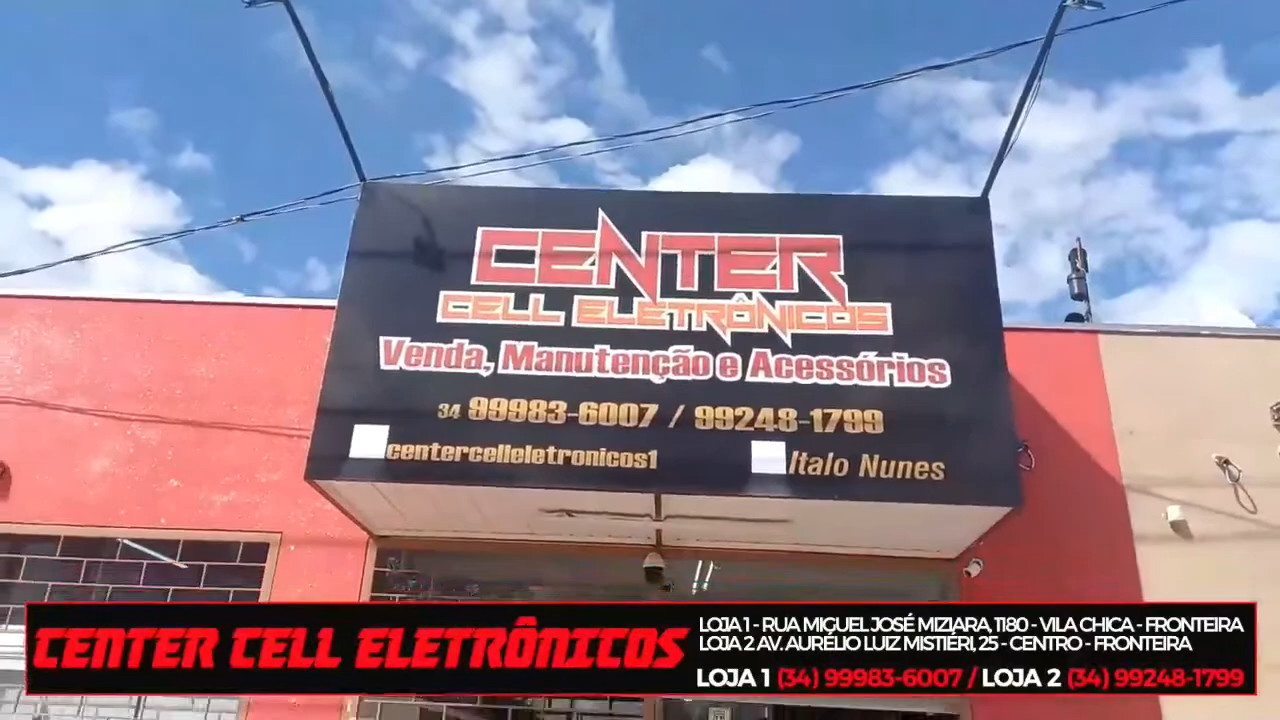 CENTER
CELL ELETRÔNICOS
Venda, Manutenção e Acessórios
34 99983-6007 / 99248-1799
centercelleletronicos1
Italo Nunes
CENTER CELL ELETRÔNICOS
LOJA 1 - RUA MIGUEL JOSÉ MIZIARA, 1180 - VILA CHICA - FRONTEIRA
LOJA 2 AV. AURÉLIO LUIZ MISTIÉRI, 25 - CENTRO - FRONTEIRA
LOJA 1 (34) 99983-6007 / LOJA 2 (34) 99248-1799